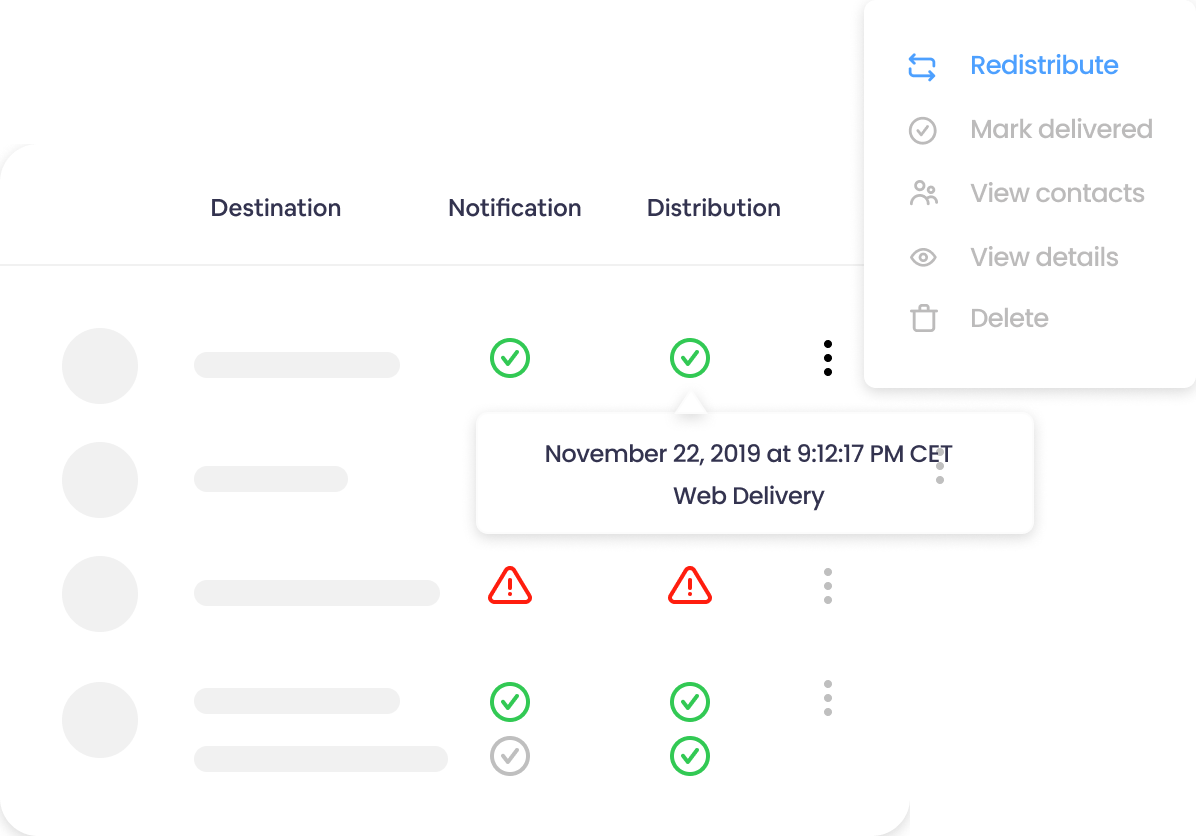 Redistribute
Mark delivered
View contacts
View details
Delete
Destination Notification Distribution
November 22, 2019 at 9:12:17 PM CET
Web Delivery